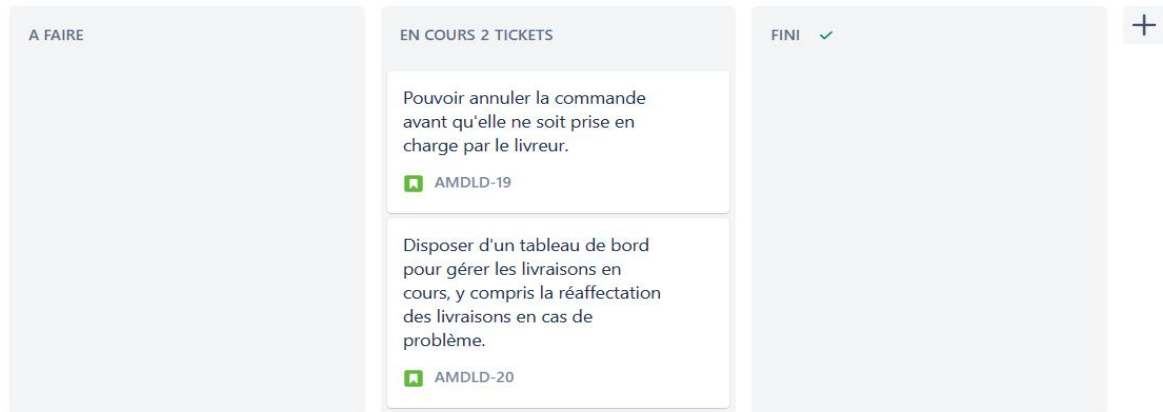 A FAIRE
EN COURS 2 TICKETS
Pouvoir annuler la commande
avant qu'elle ne soit prise en
charge par le livreur.
AMDLD-19
Disposer d'un tableau de bord
pour gérer les livraisons en
cours, y compris la réaffectation
des livraisons en cas de
problème.
AMDLD-20
FINI